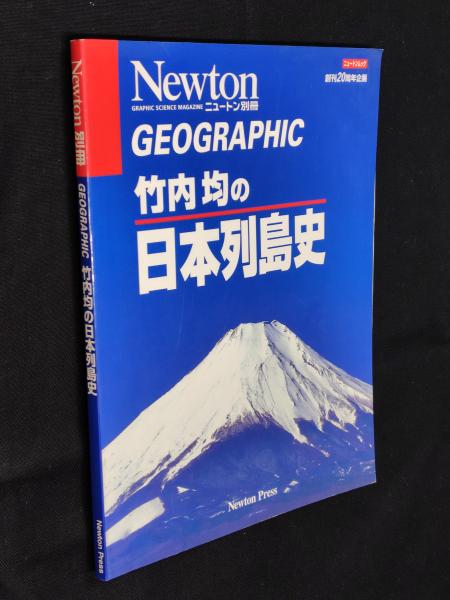 Newton
GRAPHIC SCIENCE MAGAZINE ニュートン別冊
ニュートンムック
創刊20周年企画
GEOGRAPHIC
竹内 均の
日本列島史
Newton Press
Newton 別冊 GEOGRAPHIC 竹内 均の日本列島史 Newton Press